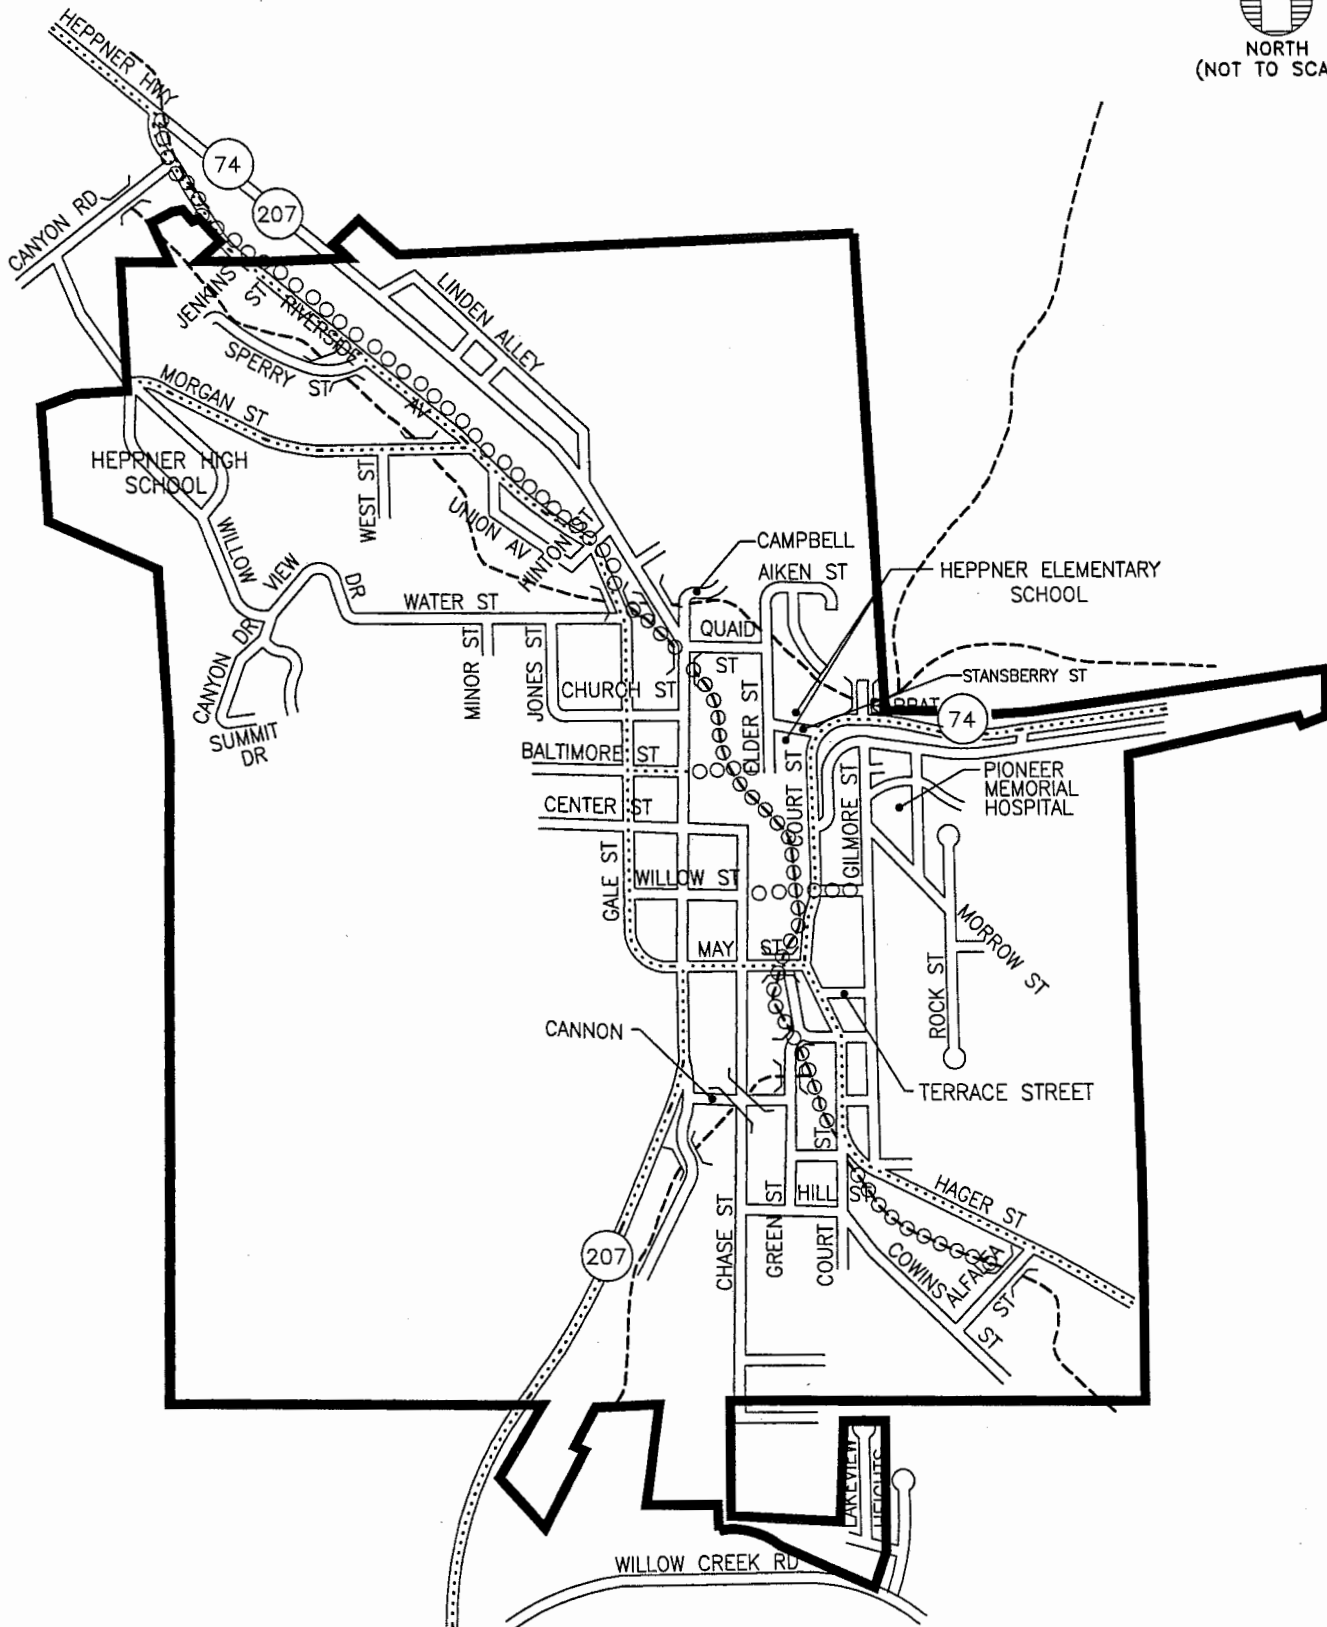 NORTH
(NOT TO SCA
HEPPNER HWY
74
207
CANYON RD
LINDEN ALLEY
JENKINS
ST
RIVERSIDE
AV
SPERRY ST
MORGAN ST
HEPPNER HIGH
SCHOOL
WEST ST
UNION AV
HINTON ST
CAMPBELL
AIKEN ST
HEPPNER ELEMENTARY
SCHOOL
WILLOW
VIEW
DR
WATER ST
QUAID
ST
STANSBERRY ST
CANYON DR
SUMMIT
DR
MINOR ST
JONES ST
CHURCH ST
ELDER ST
74
BALTIMORE ST
COURT ST
GILMORE ST
PIONEER
MEMORIAL
HOSPITAL
CENTER ST
GALE ST
WILLOW ST
MORROW ST
MAY ST
ROCK ST
CANNON
TERRACE STREET
CHASE ST
GREEN ST
COURT
ST
HILL ST
HAGER ST
207
COWINS
ST
ALFALFA
ST
LAKEVIEW
HEIGHTS
WILLOW CREEK RD